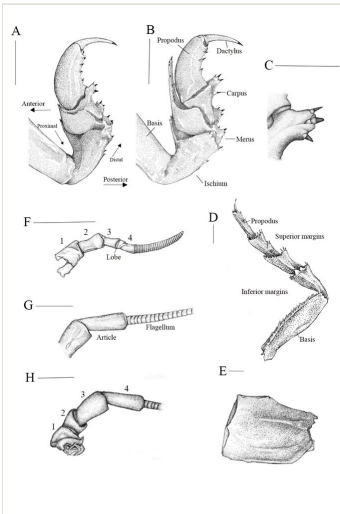 A
B
Propodus
Dactylus
C
Anterior
Carpus
Proximal
Basis
Distal
Merus
Posterior
Ischium
F
1 2 3 4
Lobe
D
Propodus
Superior margins
Inferior margins
G
Flagellum
Article
Basis
H
1 2 3 4
E